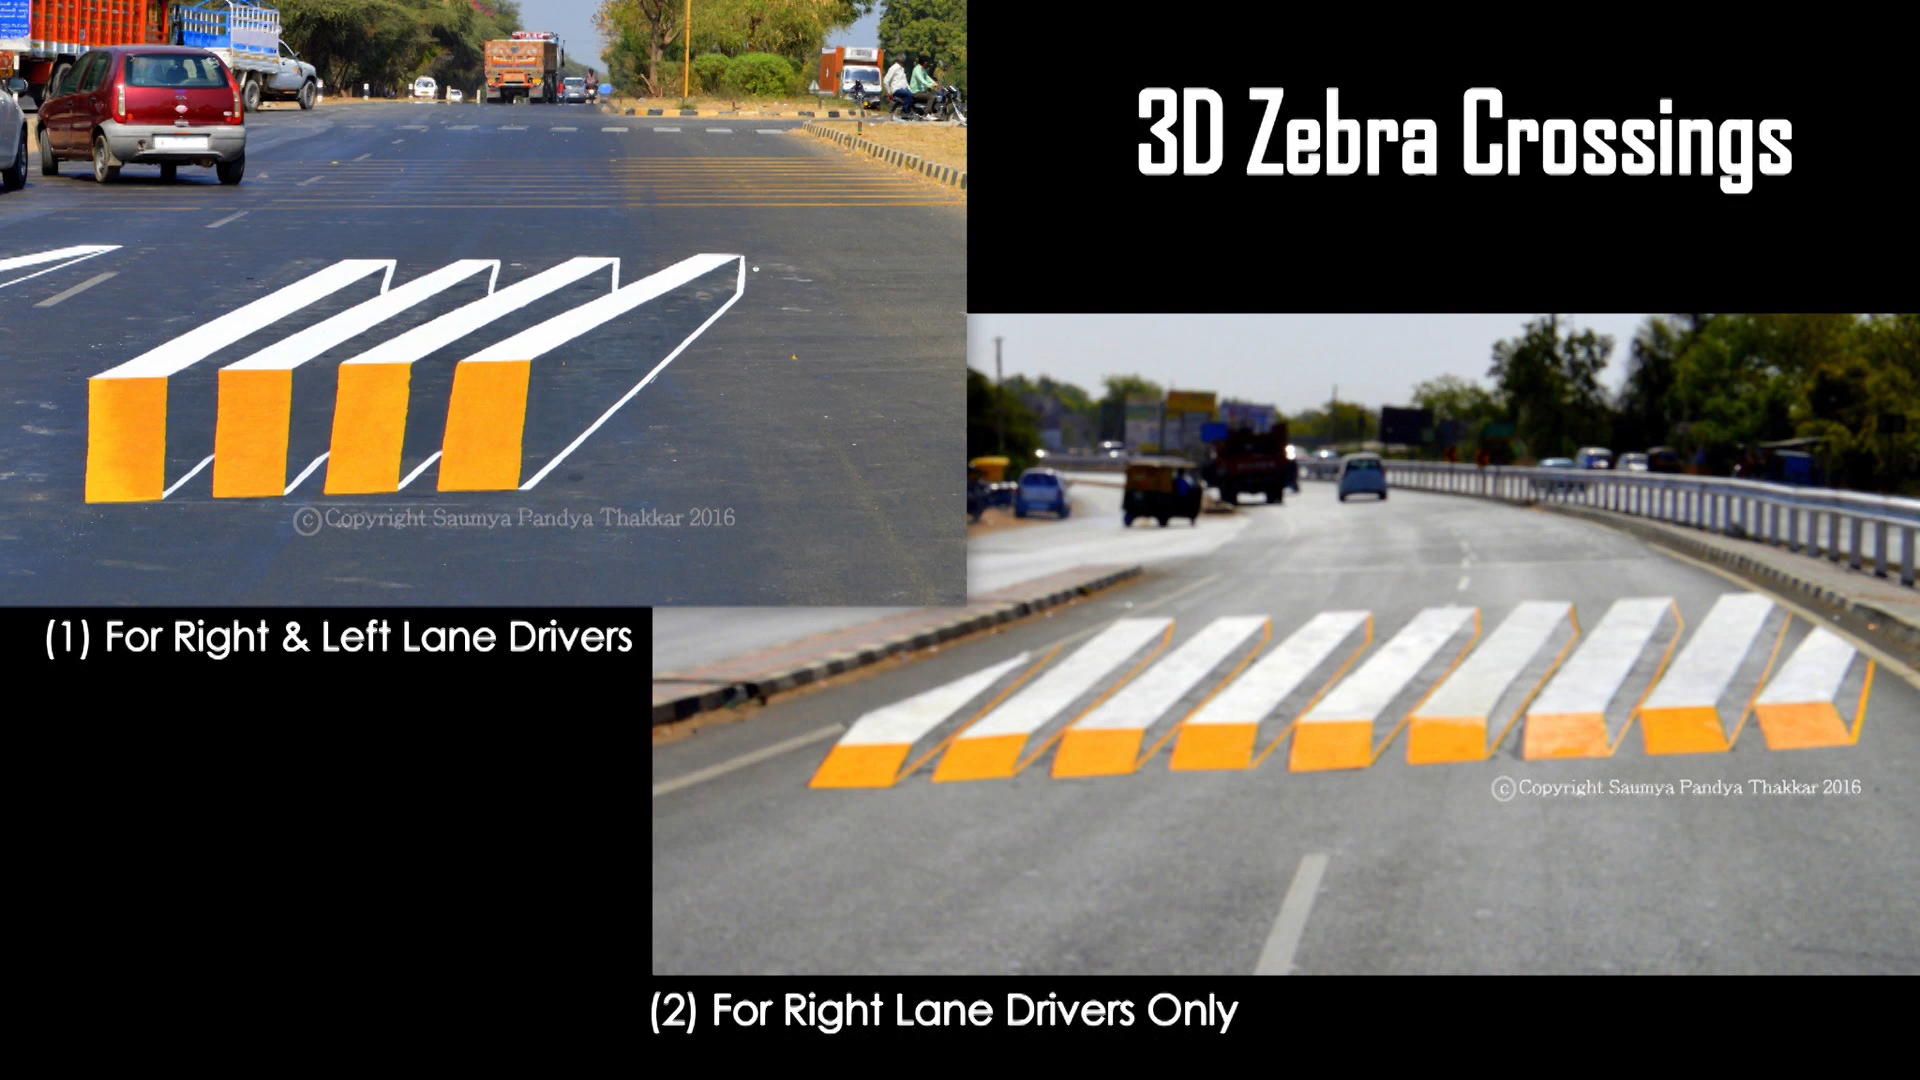 3D Zebra Crossings
©Copyright Saumya Pandya Thakkar 2016
(1) For Right & Left Lane Drivers
©Copyright Saumya Pandya Thakkar 2016
(2) For Right Lane Drivers Only